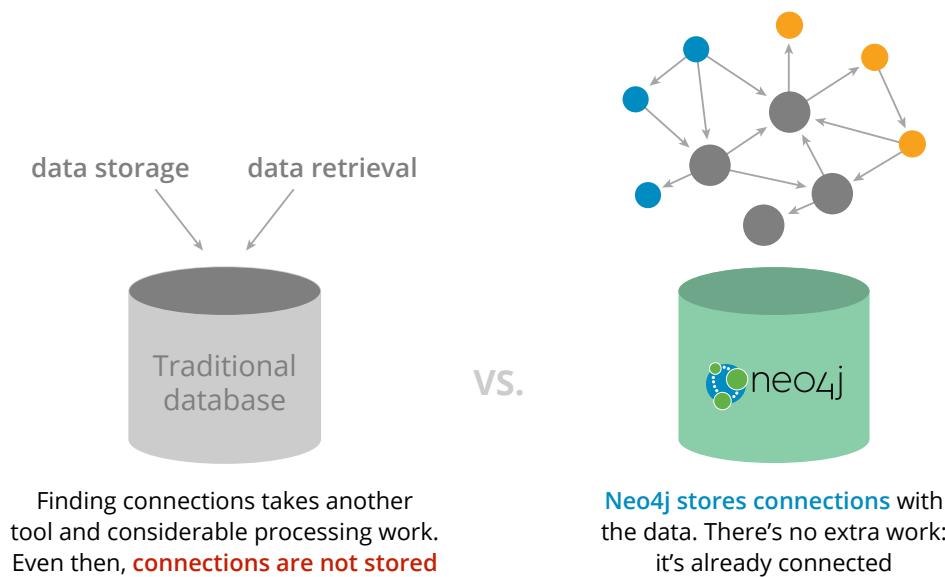 data storage
data retrieval
Traditional
database
Finding connections takes another
tool and considerable processing work.
Even then, connections are not stored
vs.
neo4j
Neo4j stores connections with
the data. There’s no extra work:
it’s already connected